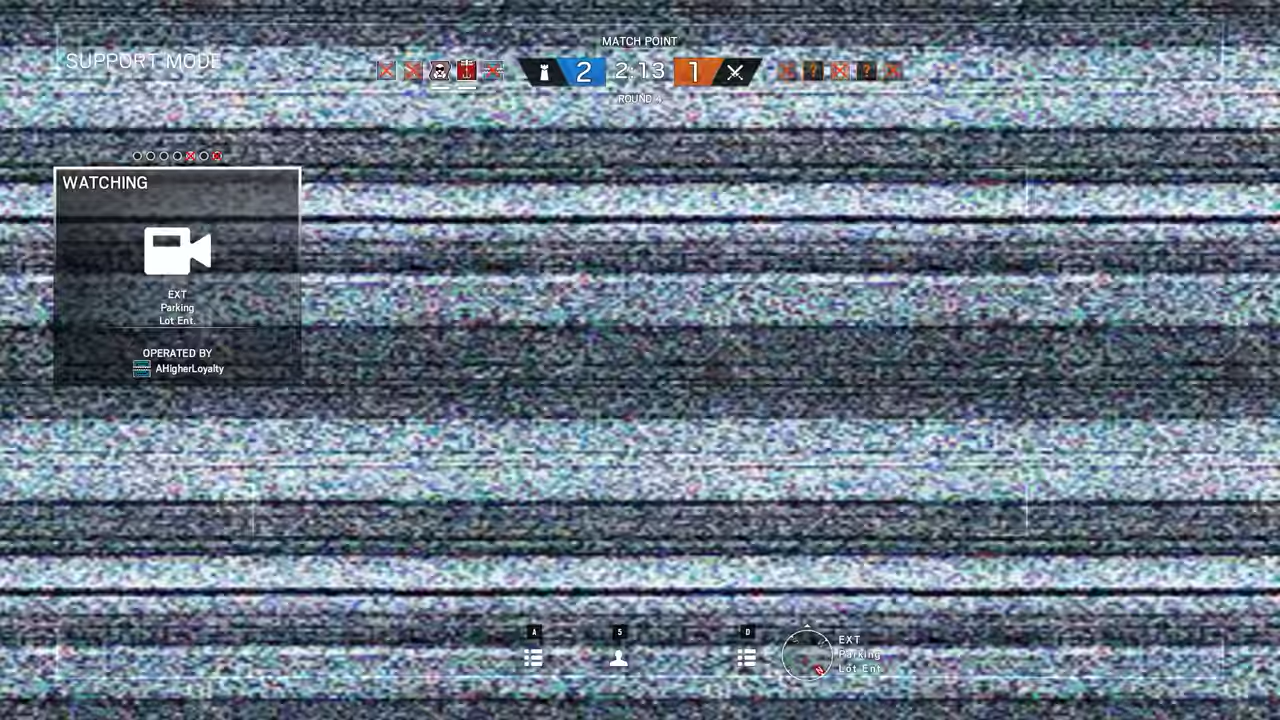 MATCH POINT
SUPPORT MODE
2 2:13 1
? ?
ROUND 4
WATCHING
EXT
Parking
Lot Ent.
OPERATED BY
AHigherLoyalty
A S D
EXT
Parking
Lot Ent
N